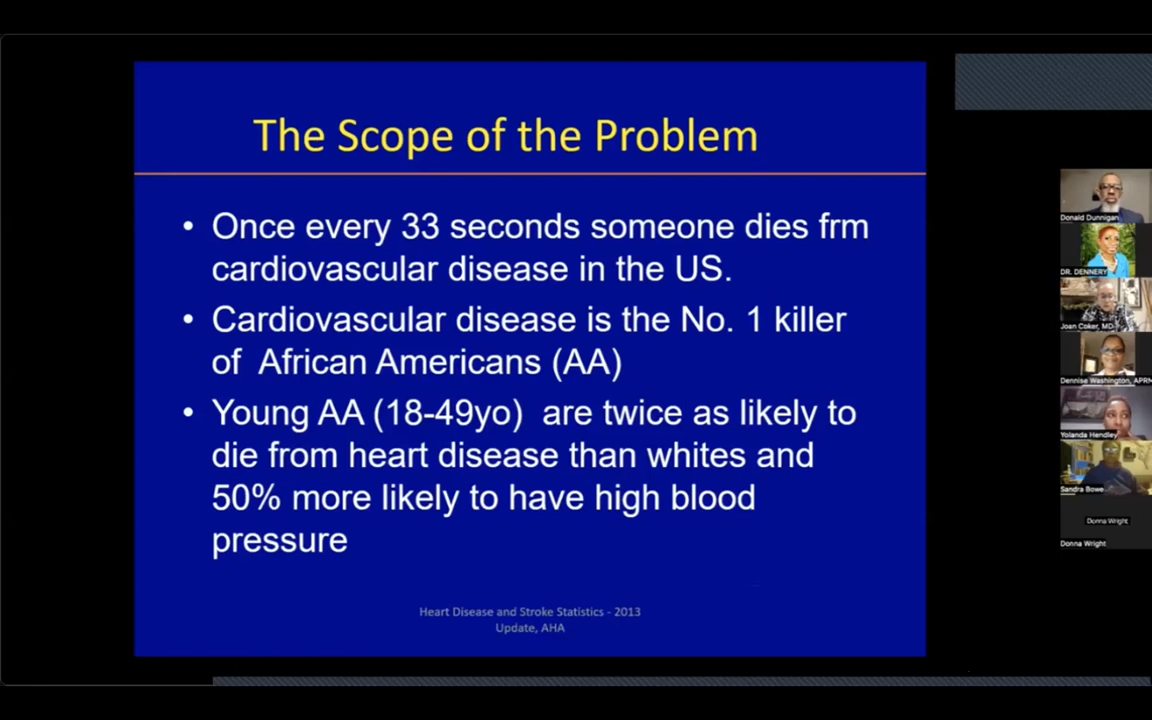 The Scope of the Problem
• Once every 33 seconds someone dies frm
cardiovascular disease in the US.
• Cardiovascular disease is the No. 1 killer
of  African Americans (AA)
• Young AA (18-49yo)  are twice as likely to
die from heart disease than whites and
50% more likely to have high blood
pressure
Heart Disease and Stroke Statistics - 2013
Update, AHA
Donald Dunnigan
DR. DENNERY
Joan Coker, MD
Dennise Washington, APRN
Yolanda Hendley
Sandra Bowe
Donna Wright
Donna Wright